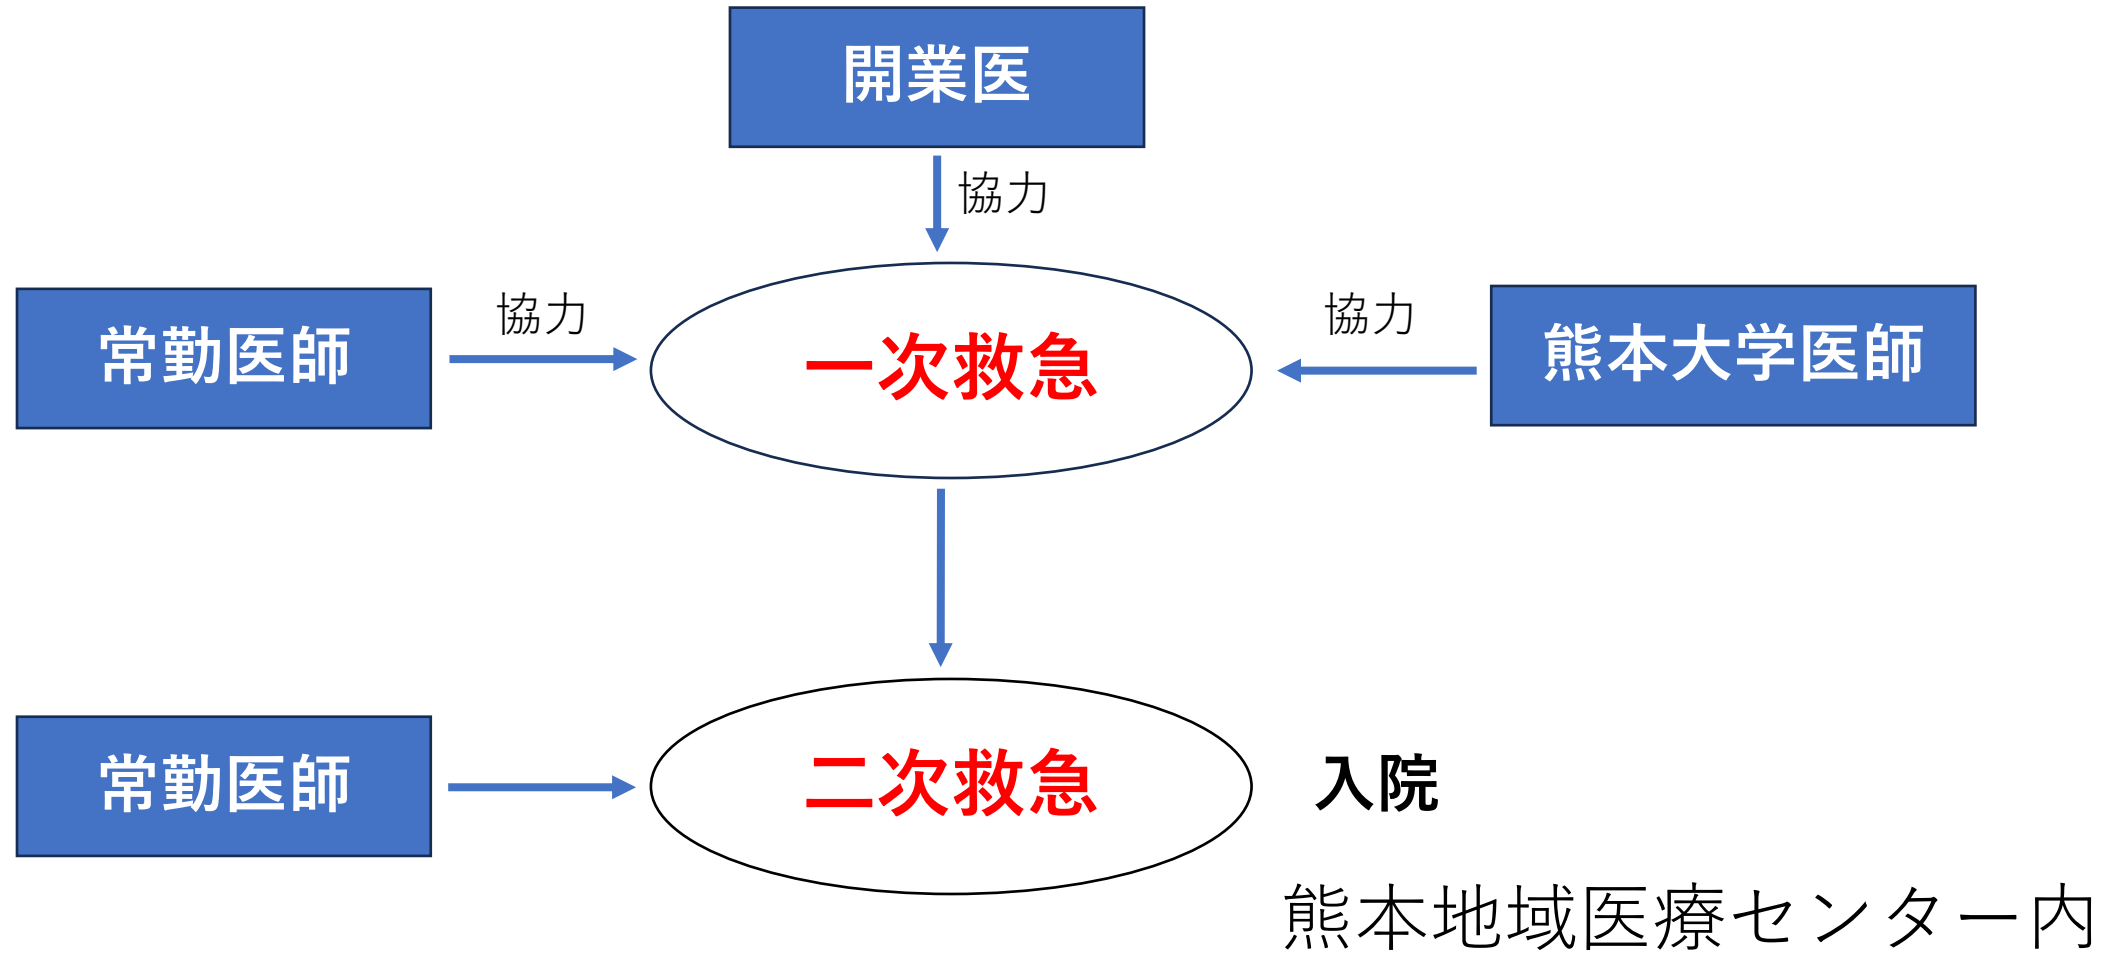 開業医
協力
常勤医師
協力
一次救急
協力
熊本大学医師
常勤医師
二次救急
入院
熊本地域医療センター内